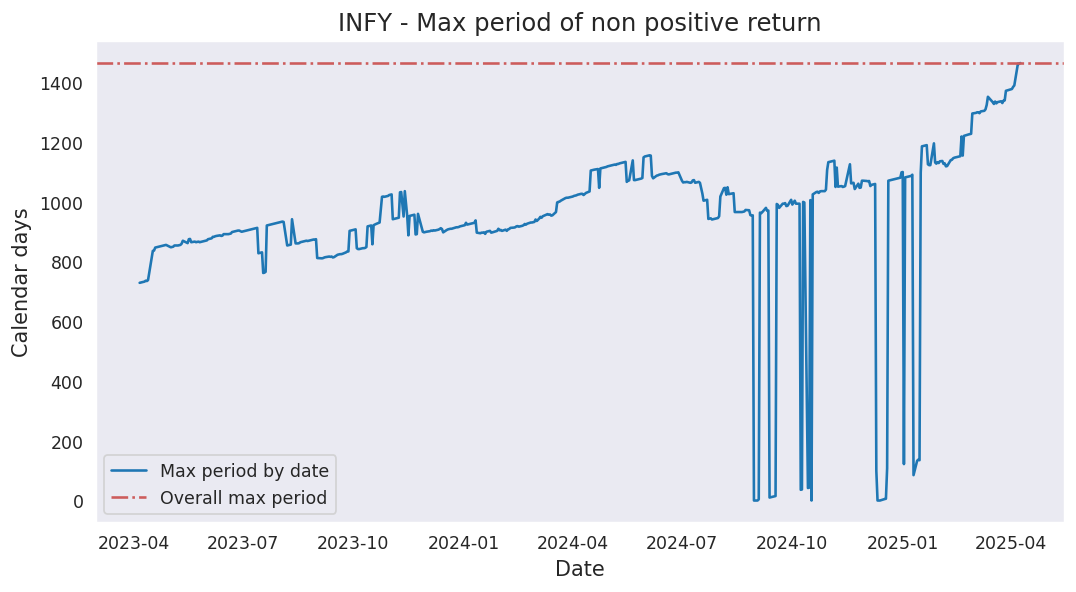 INFY - Max period of non positive return
Calendar days
1400
1200
1000
800
600
400
200
0
Max period by date
Overall max period
2023-04 2023-07 2023-10 2024-01 2024-04 2024-07 2024-10 2025-01 2025-04
Date